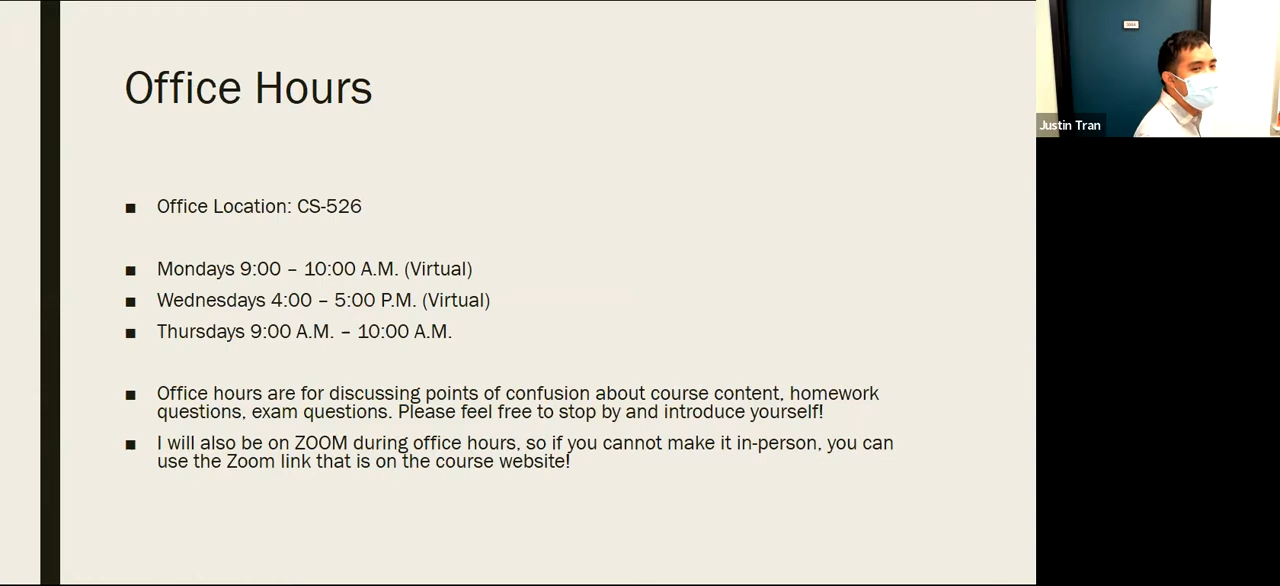 Office Hours
Office Location: CS-526
Mondays 9:00 – 10:00 A.M. (Virtual)
Wednesdays 4:00 – 5:00 P.M. (Virtual)
Thursdays 9:00 A.M. – 10:00 A.M.
Office hours are for discussing points of confusion about course content, homework
questions, exam questions. Please feel free to stop by and introduce yourself!
I will also be on ZOOM during office hours, so if you cannot make it in-person, you can
use the Zoom link that is on the course website!
Justin Tran